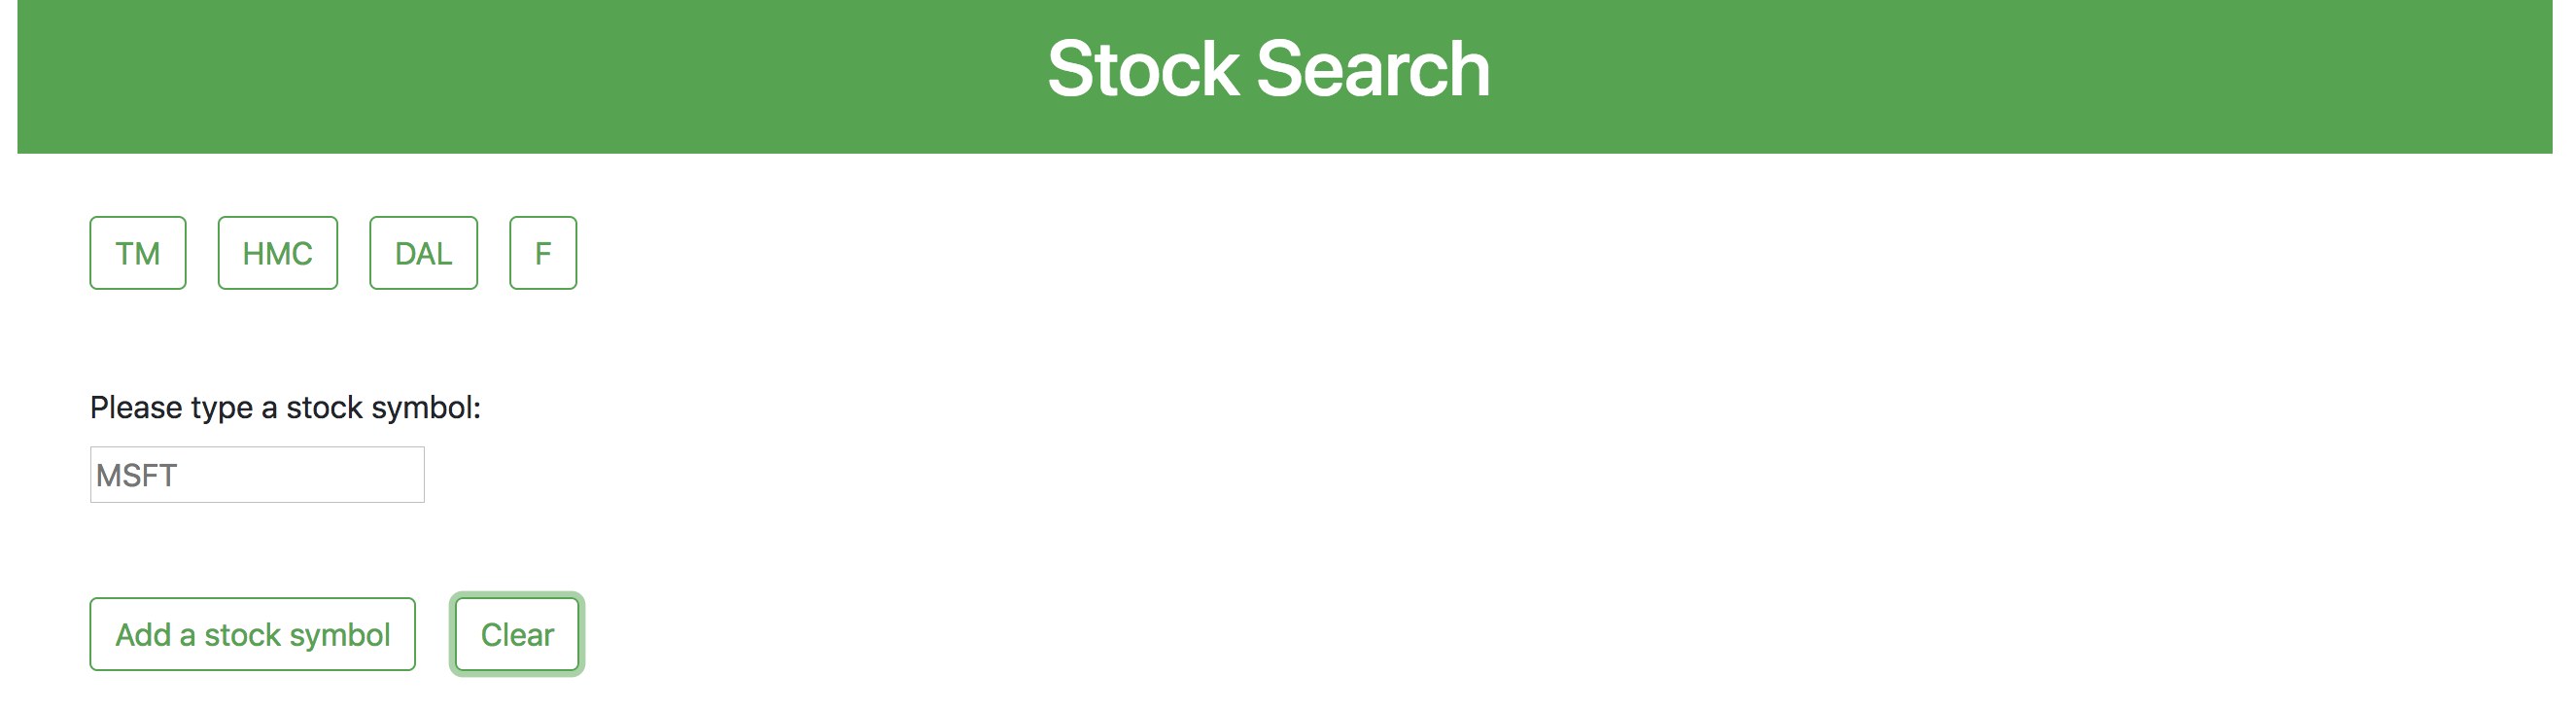 Stock Search
TM HMC DAL F
Please type a stock symbol:
MSFT
Add a stock symbol Clear